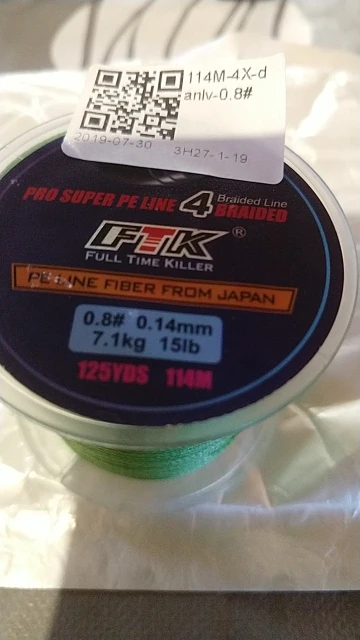 114M-4X-d
anlv-0.8#
2019-07-30 3H27-1-19
PRO SUPER PE LINE 4 Braided Line
BRAIDED
FTK ®
FULL TIME KILLER
PE LINE FIBER FROM JAPAN
0.8# 0.14mm
7.1kg 15lb
125YDS 114M